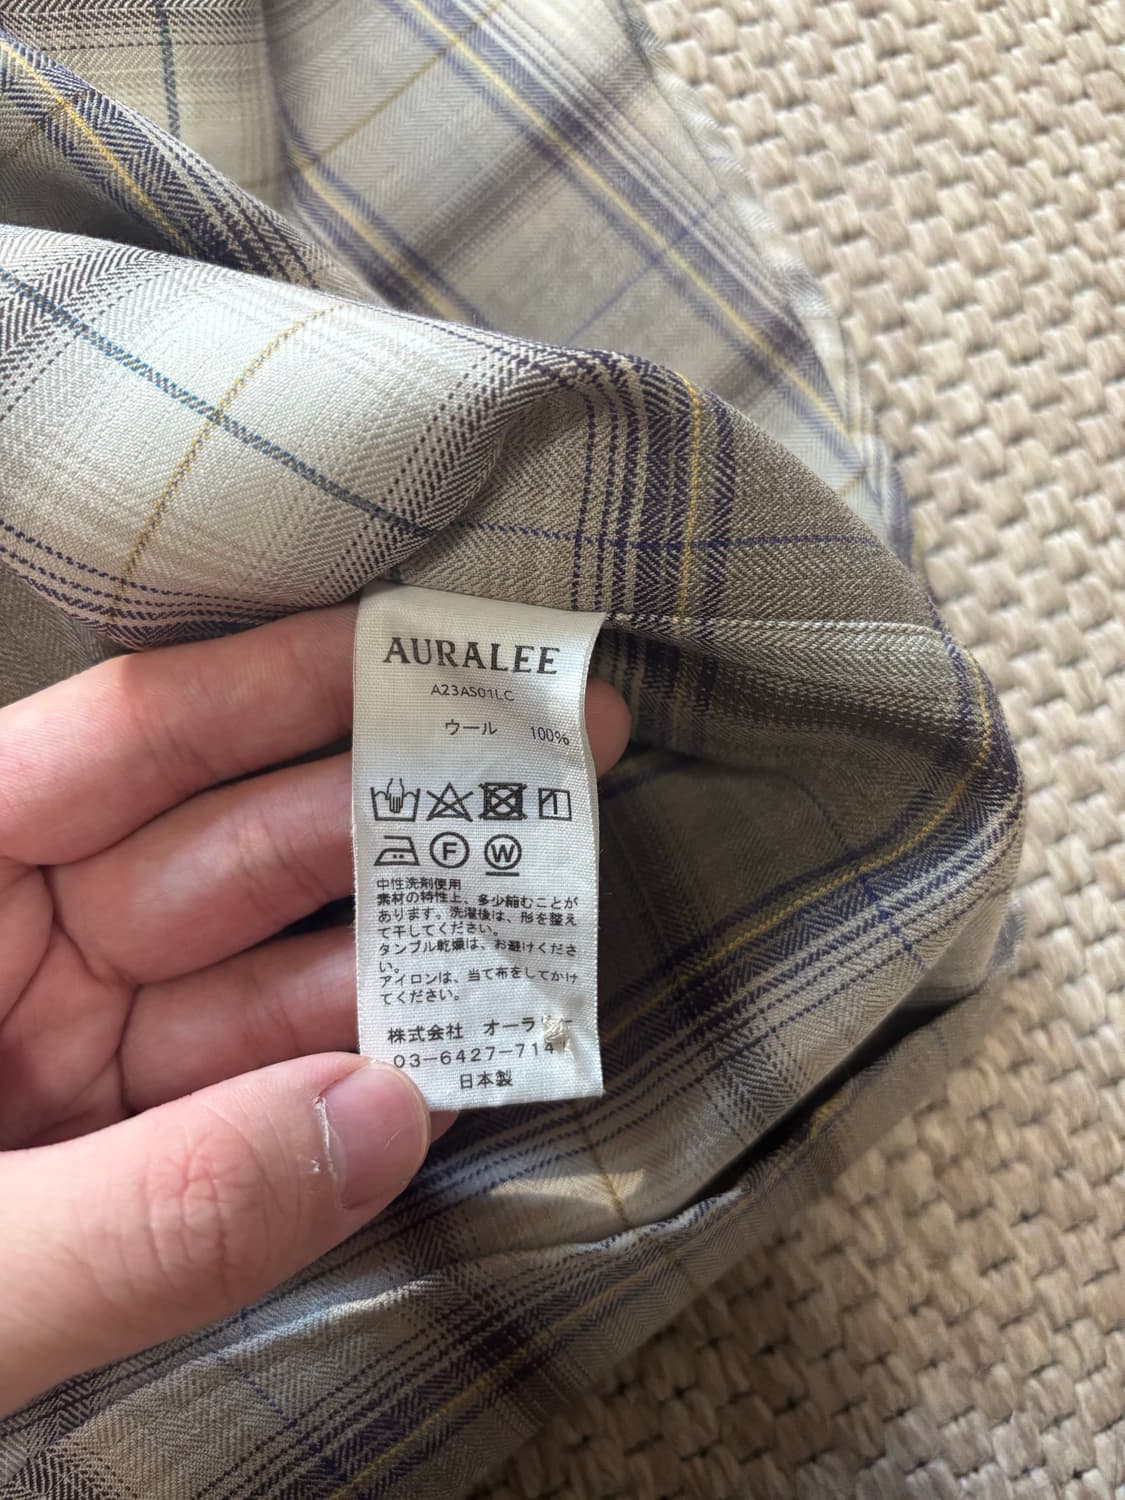 AURALEE
A23AS01LC
ウール 100%
F
W
中性洗剤使用
素材の特性上、多少縮むことが
あります。洗濯後は、形を整え
て干してください。
タンブル乾燥は、お避けくださ
い。
アイロンは、当て布をしてかけ
てください。
株式会社
03-6427-714
日本製